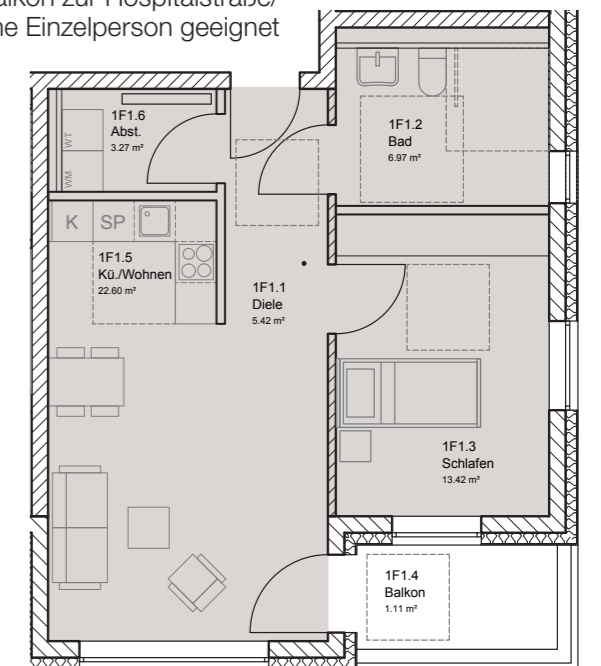 alkon zur Hospitalstraße/
ne Einzelperson geeignet
1F1.6
Abst.
3.27 m²
WT
WM
1F1.2
Bad
6.97 m²
K SP
1F1.5
Kü./Wohnen
22.60 m²
1F1.1
Diele
5.42 m²
1F1.3
Schlafen
13.42 m²
1F1.4
Balkon
1.11 m²